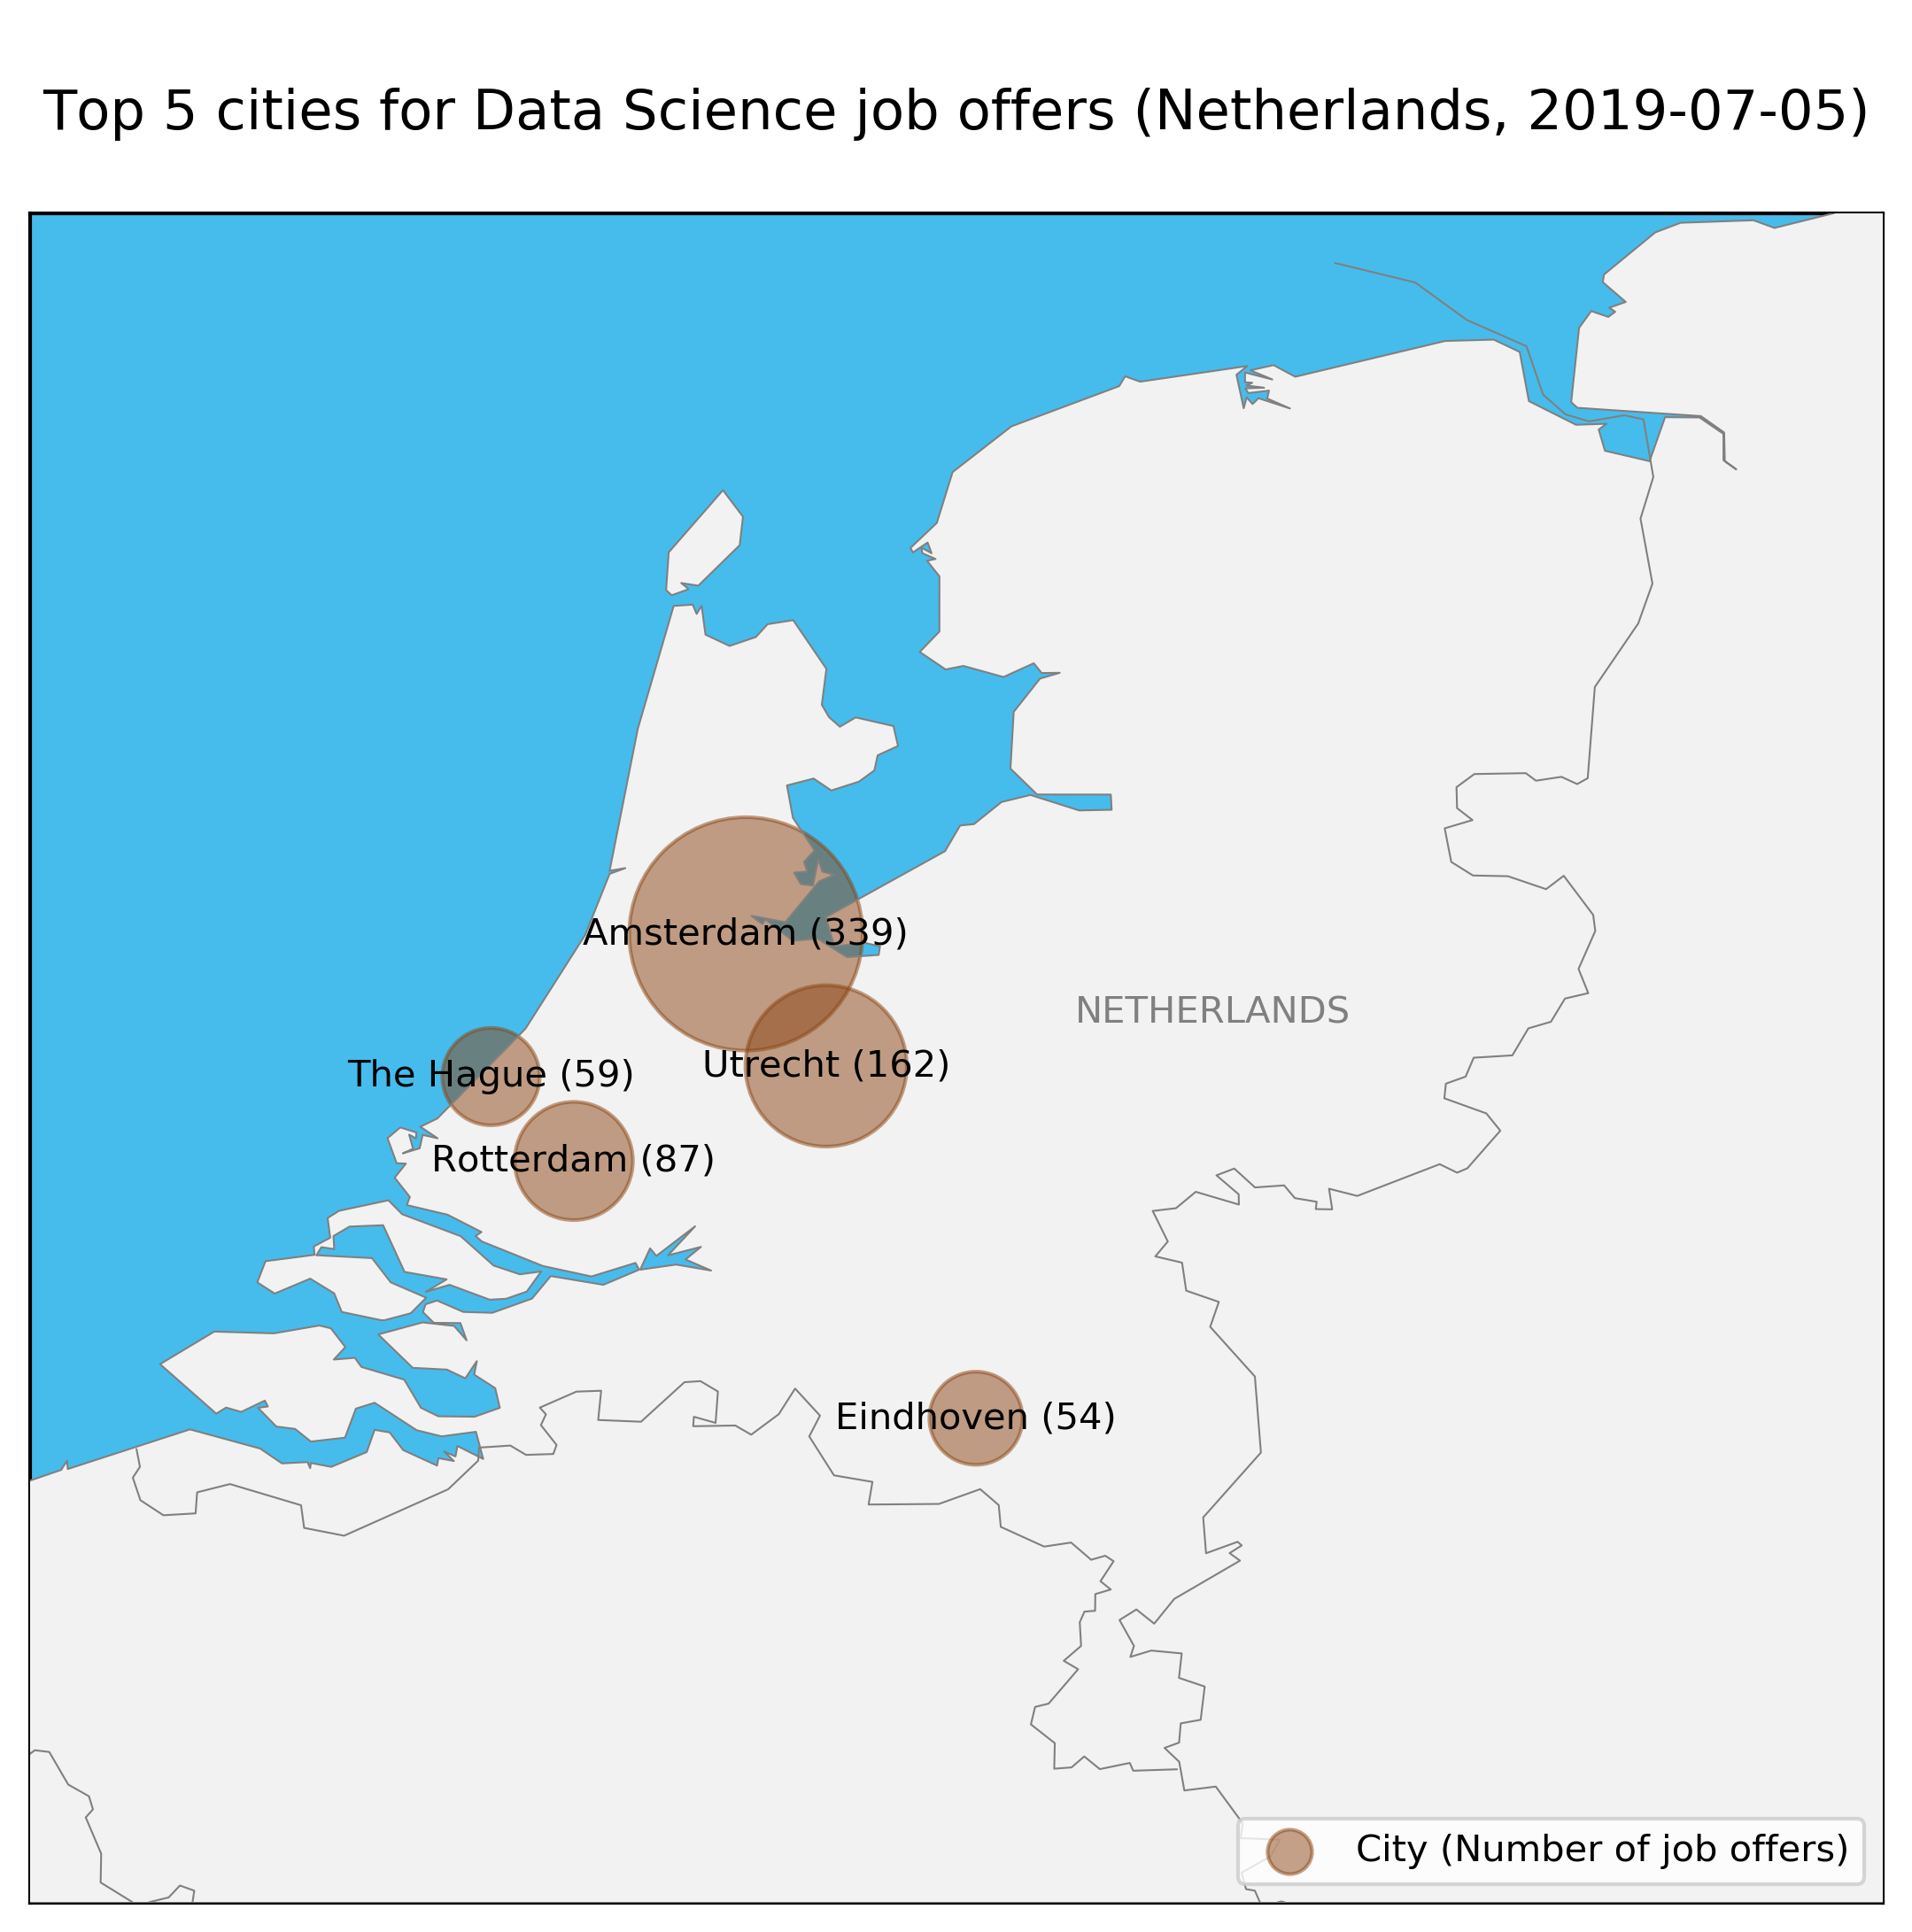 Top 5 cities for Data Science job offers (Netherlands, 2019-07-05)
Amsterdam (339)
NETHERLANDS
Utrecht (162)
The Hague (59)
Rotterdam (87)
Eindhoven (54)
City (Number of job offers)